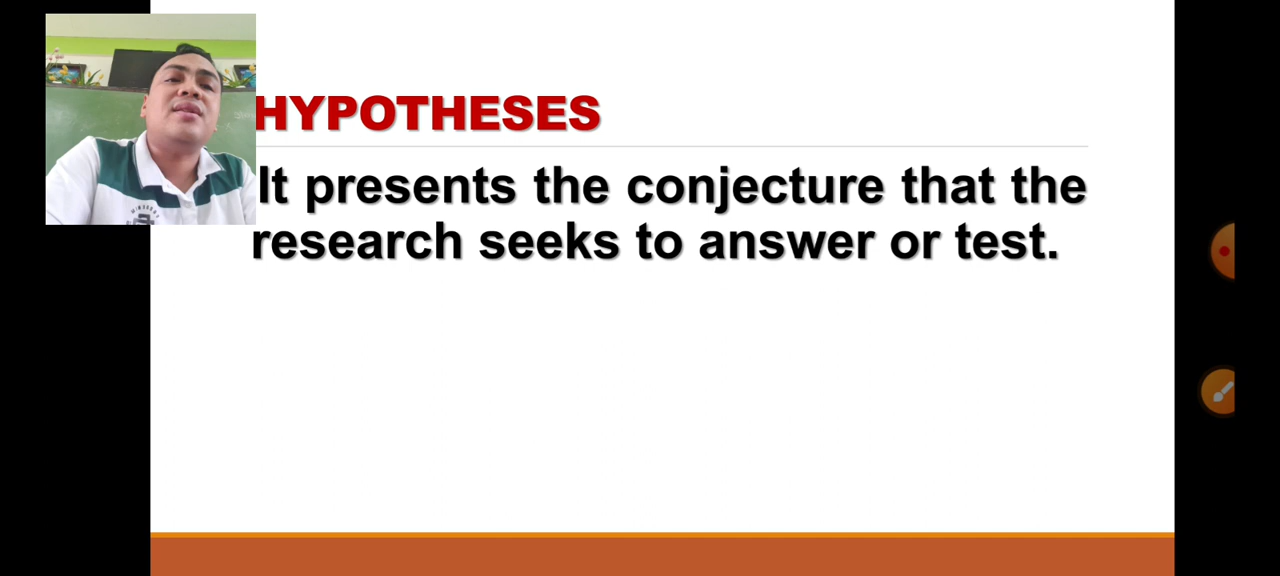 HYPOTHESES
It presents the conjecture that the
research seeks to answer or test.